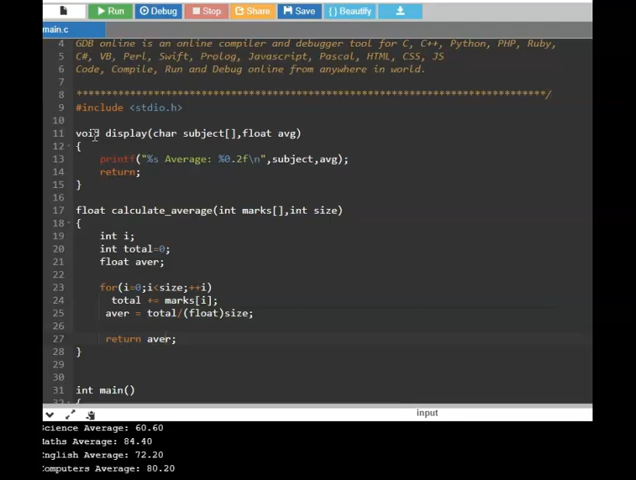 Run Debug Stop Share Save { } Beautify
main.c
4 GDB online is an online compiler and debugger tool for C, C++, Python, PHP, Ruby,
5 C#, VB, Perl, Swift, Prolog, Javascript, Pascal, HTML, CSS, JS
6 Code, Compile, Run and Debug online from anywhere in world.
7
8 *******************************************************************************/
9 #include <stdio.h>
10
11 void display(char subject[],float avg)
12 {
13 printf("%s Average: %0.2f\n",subject,avg);
14 return;
15 }
16
17 float calculate_average(int marks[],int size)
18 {
19 int i;
20 int total=0;
21 float aver;
22
23 for(i=0;i<size;++i)
24 total += marks[i];
25 aver = total/(float)size;
26
27 return aver;
28 }
29
30
31 int main()
32 {
input
Science Average: 60.60
Maths Average: 84.40
English Average: 72.20
Computers Average: 80.20